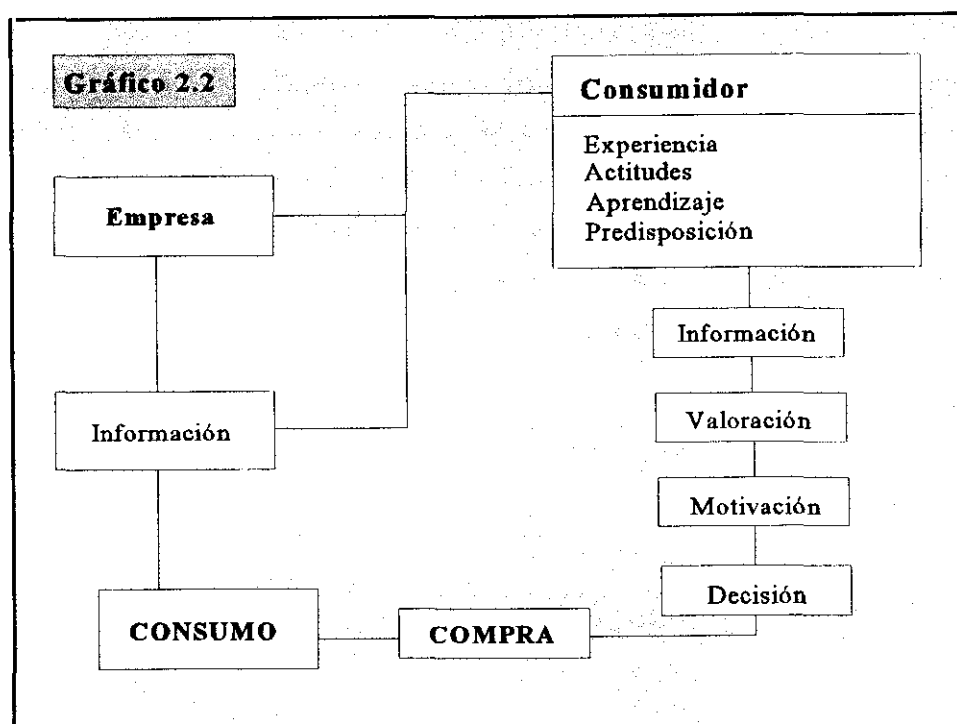 Gráfico 2.2
Consumidor
Experiencia
Actitudes
Aprendizaje
Predisposición
Empresa
Información
Información
Valoración
Motivación
Decisión
CONSUMO
COMPRA